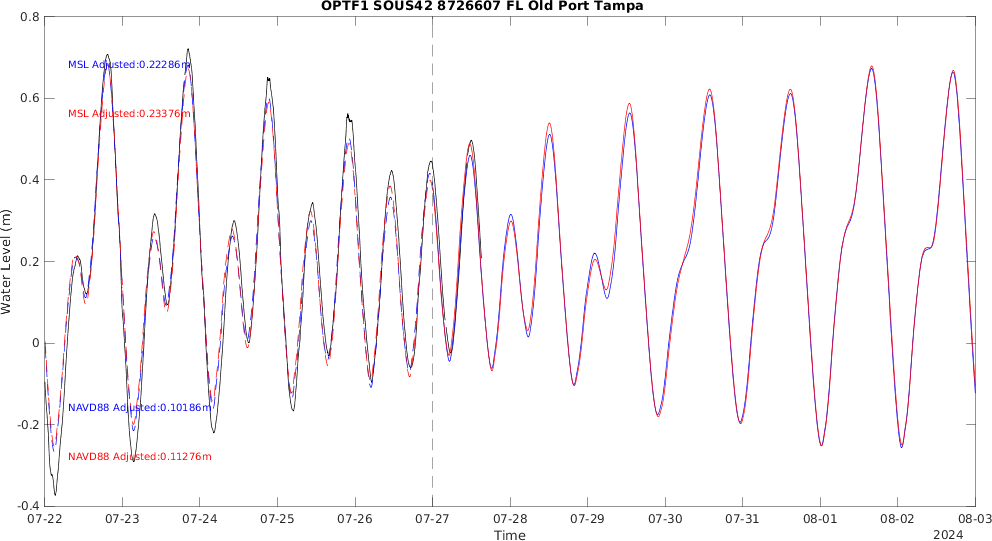 OPTF1 SOUS42 8726607 FL Old Port Tampa
0.8
MSL Adjusted:0.22286m
0.6
MSL Adjusted:0.23376m
0.4
Water Level (m)
0.2
0
NAVD88 Adjusted:0.10186m
-0.2
NAVD88 Adjusted:0.11276m
-0.4
07-22 07-23 07-24 07-25 07-26 07-27 07-28 07-29 07-30 07-31 08-01 08-02 08-03
Time
2024